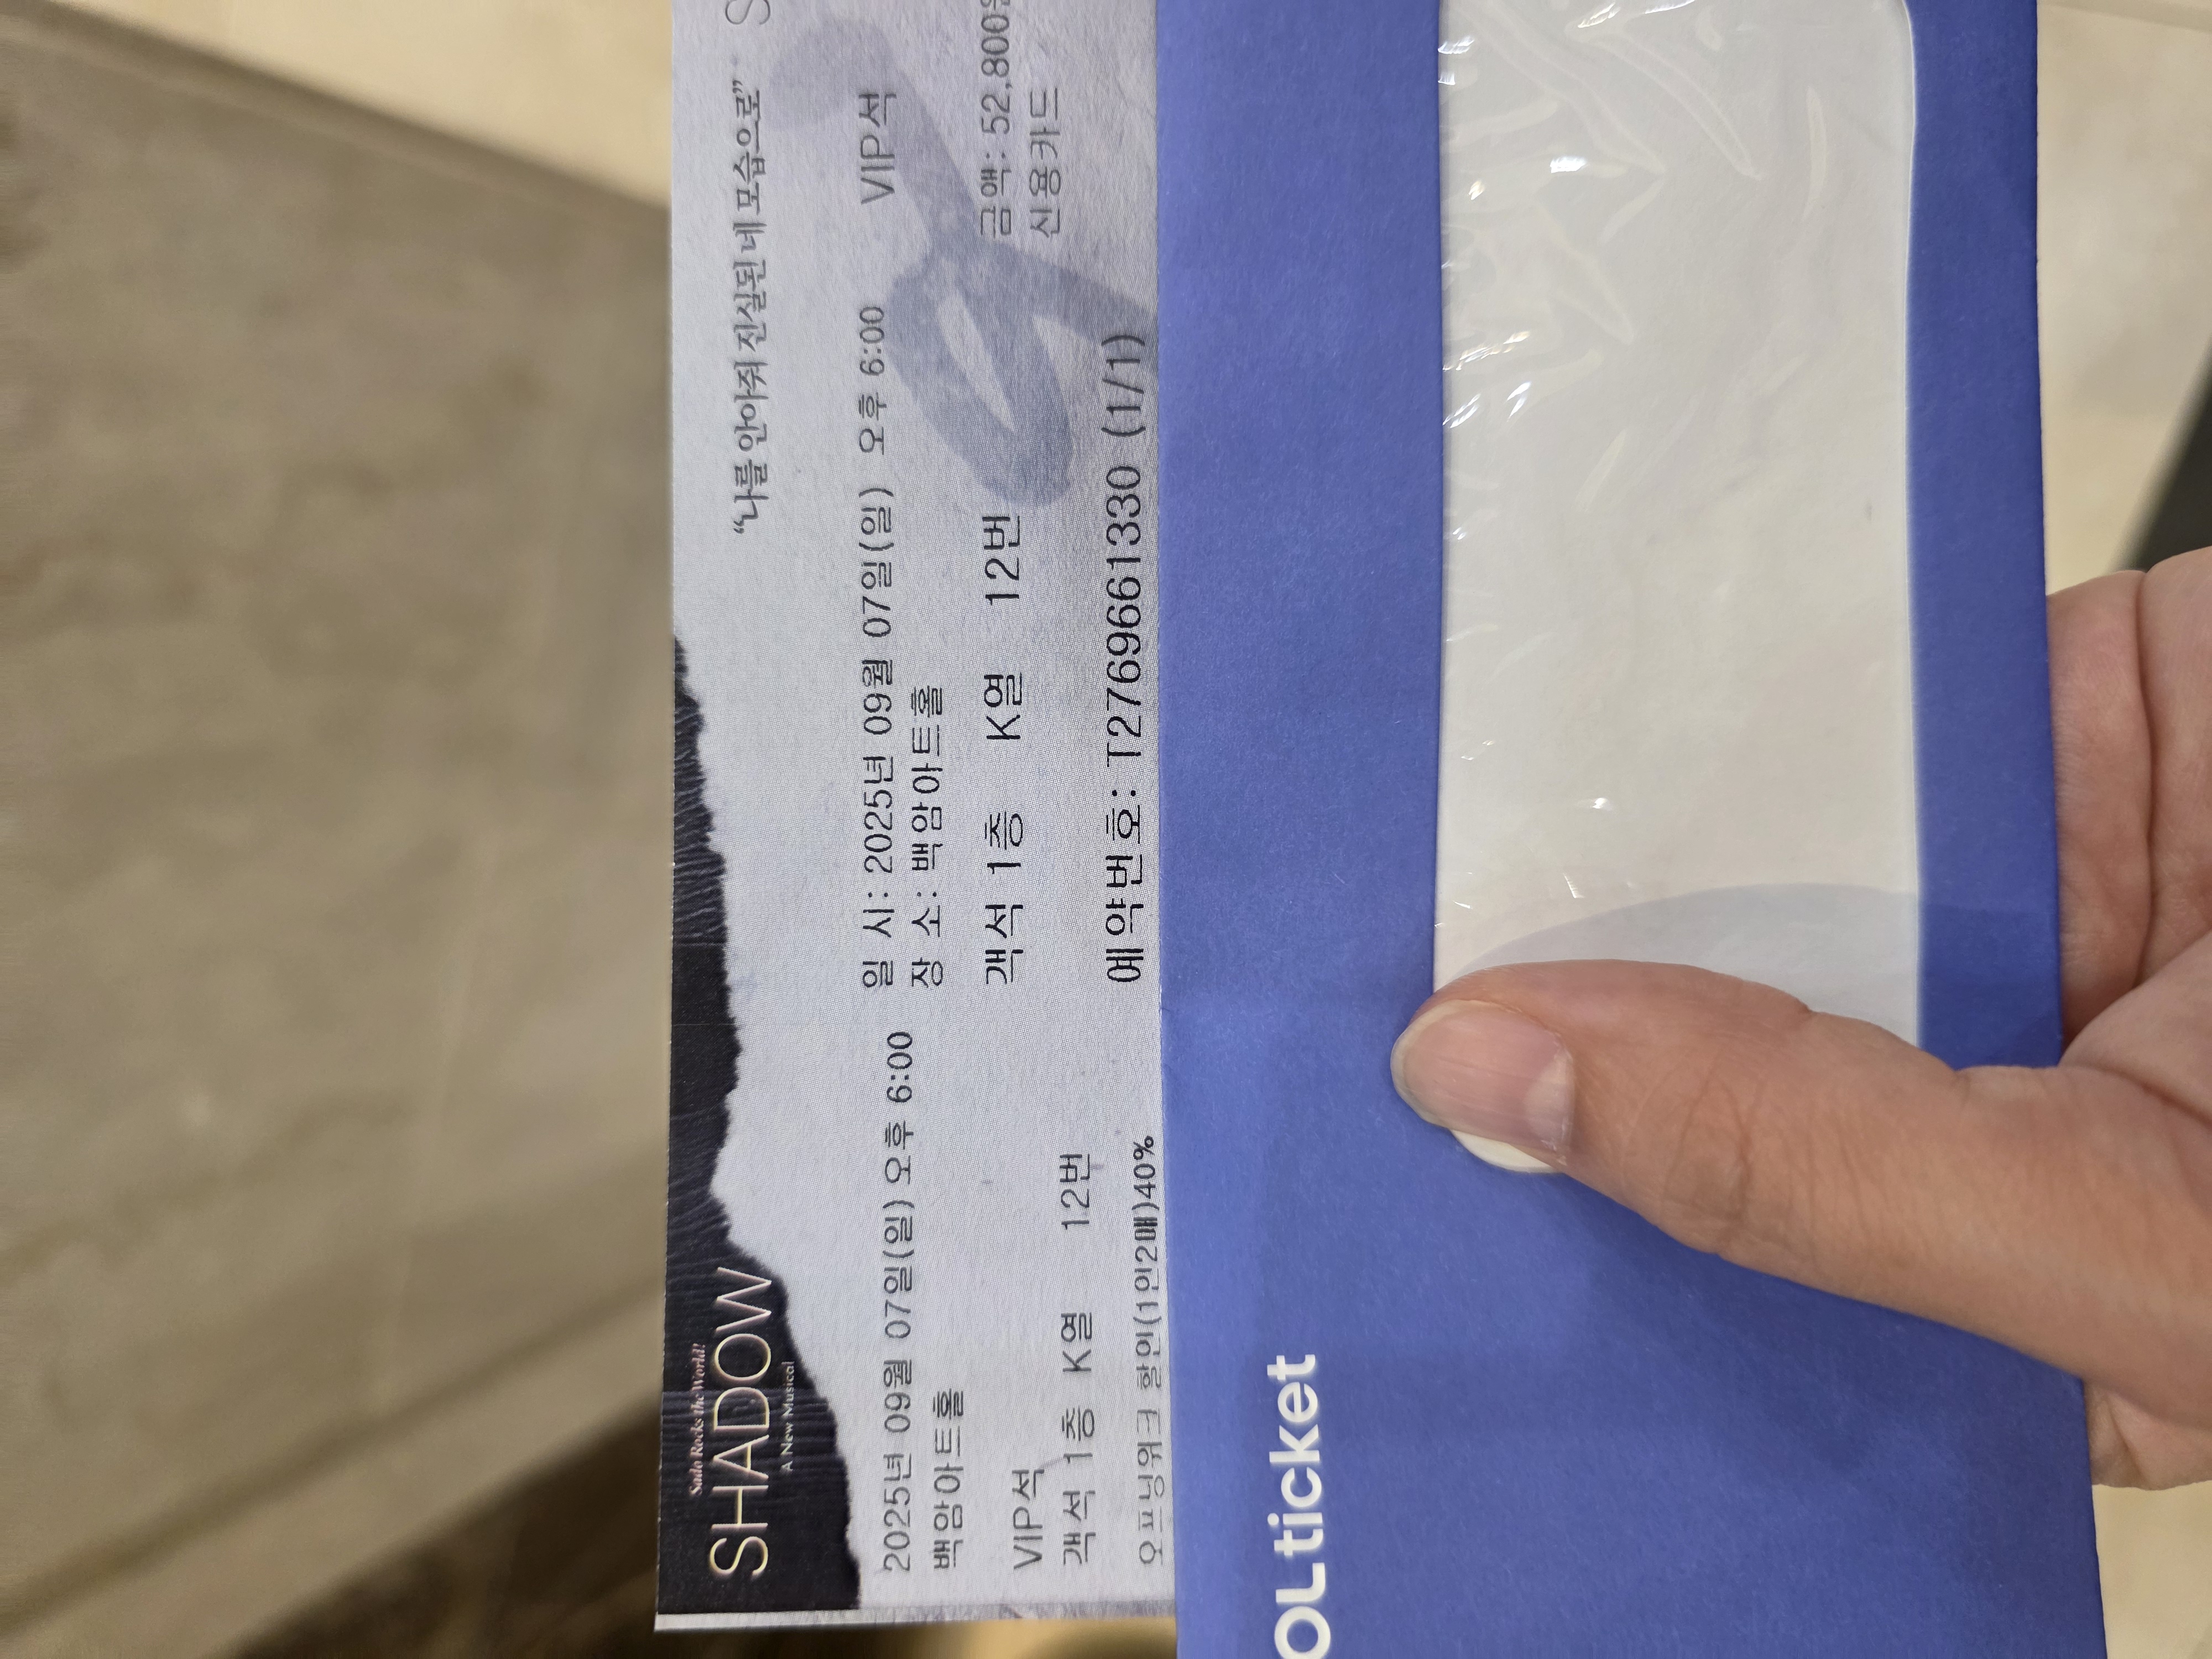 Sado Rocks the World!
SHADOW
A New Musical
2025년 09월 07일(일) 오후 6:00
백암아트홀
VIP석
객석 1층 K열 12번
오프닝위크 할인(1인2매)40%
“나를 안아줘 진실된 네 모습으로”
일 시: 2025년 09월 07일(일) 오후 6:00 VIP석
장 소: 백암아트홀
객석 1층 K열 12번
금액: 52,800원
신용카드
예약번호: T2769661330 (1/1)
OLticket